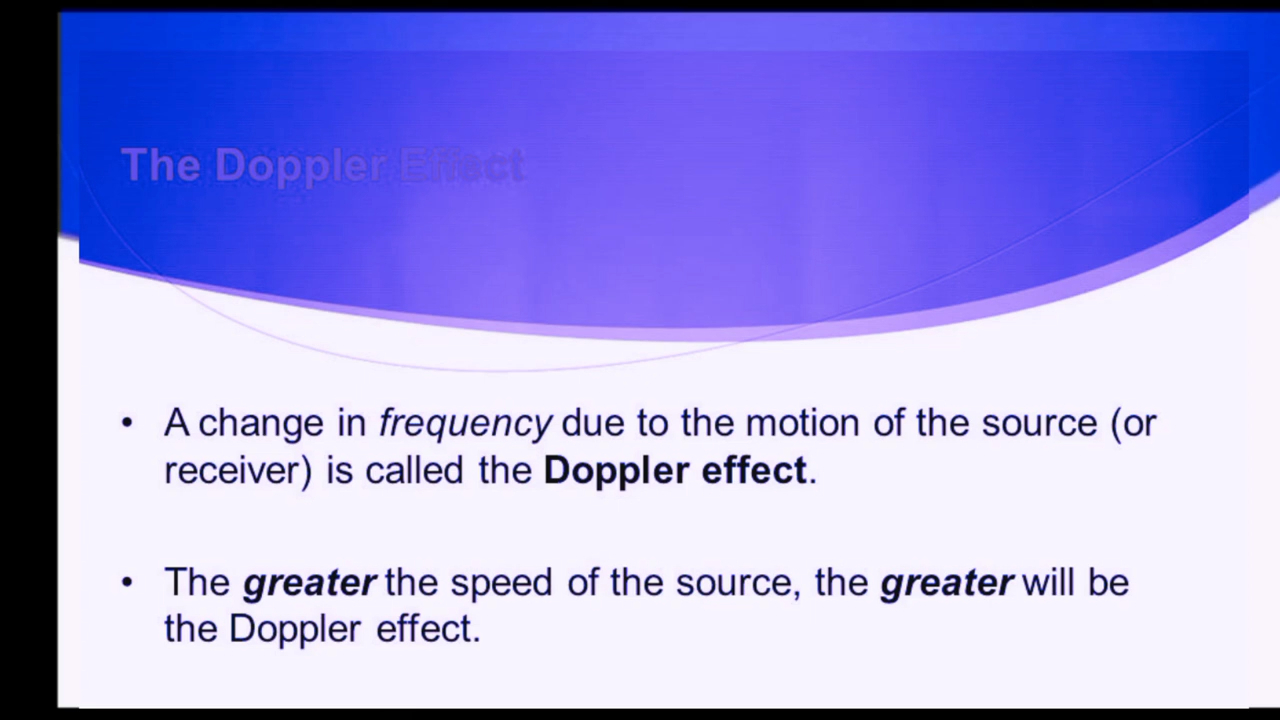 The Doppler Effect
• A change in frequency due to the motion of the source (or
receiver) is called the Doppler effect.
• The greater the speed of the source, the greater will be
the Doppler effect.